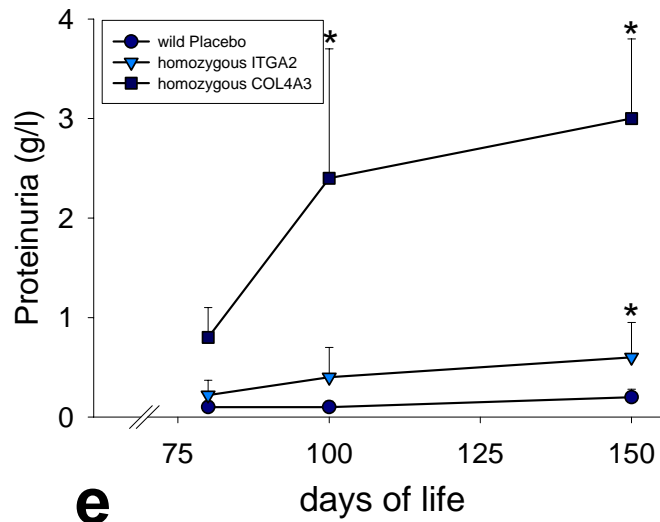 4
wild Placebo
homozygous ITGA2
homozygous COL4A3
*
*
3
Proteinuria (g/l)
2
1
*
0
75
100
125
150
e
days of life